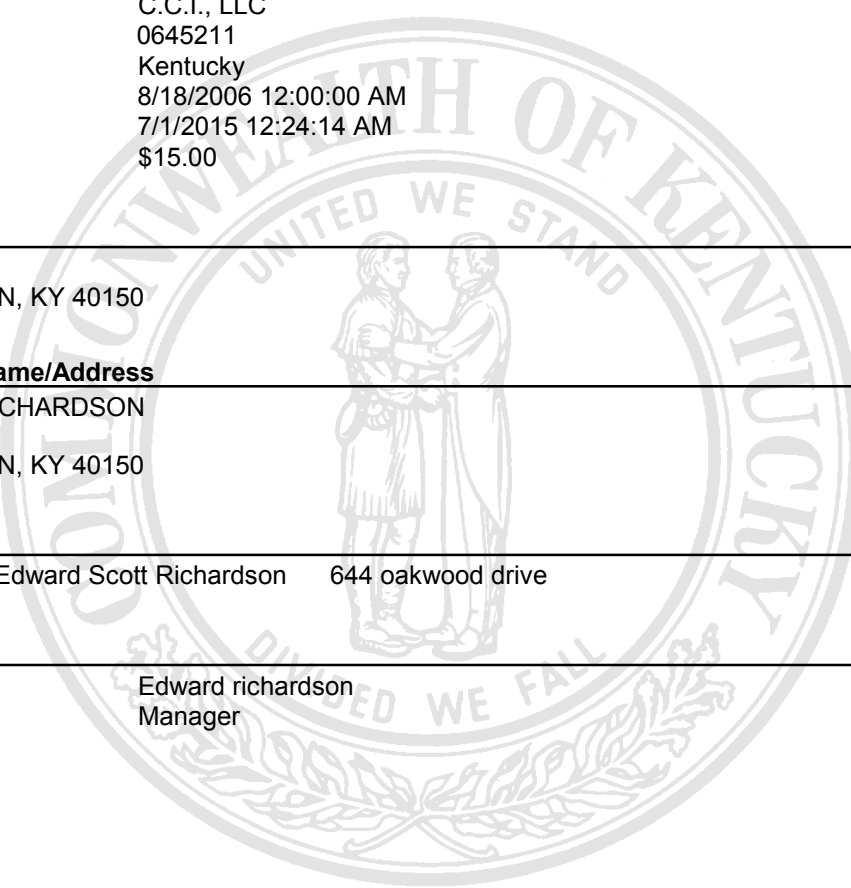 C.C.I., LLC
0645211
Kentucky
8/18/2006 12:00:00 AM
7/1/2015 12:24:14 AM
$15.00
N, KY 40150
ame/Address
CHARDSON
N, KY 40150
Edward Scott Richardson 644 oakwood drive
Edward richardson
Manager
COMMONWEALTH OF KENTUCKY
UNITED WE STAND
DIVIDED WE FALL